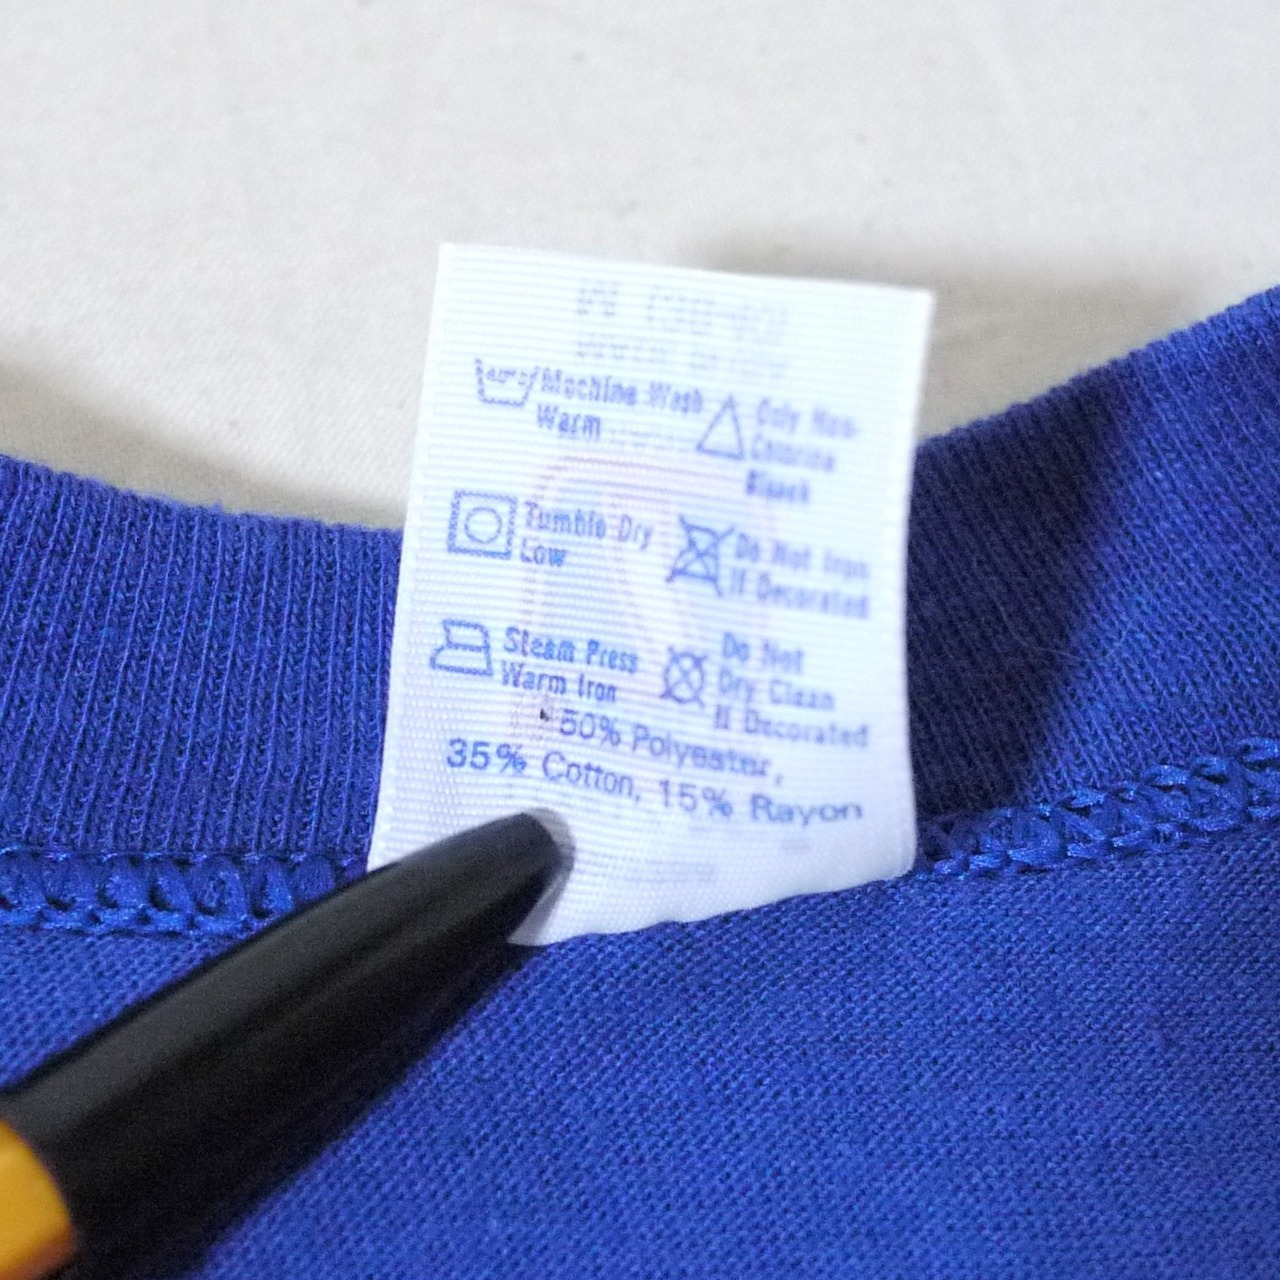 Machine Wash
Warm
Only Non-
Chlorine
Bleach
Tumble Dry
Low
Do Not Iron
If Decorated
Steam Press
Warm Iron
Do Not
Dry Clean
If Decorated
50% Polyester,
35% Cotton, 15% Rayon